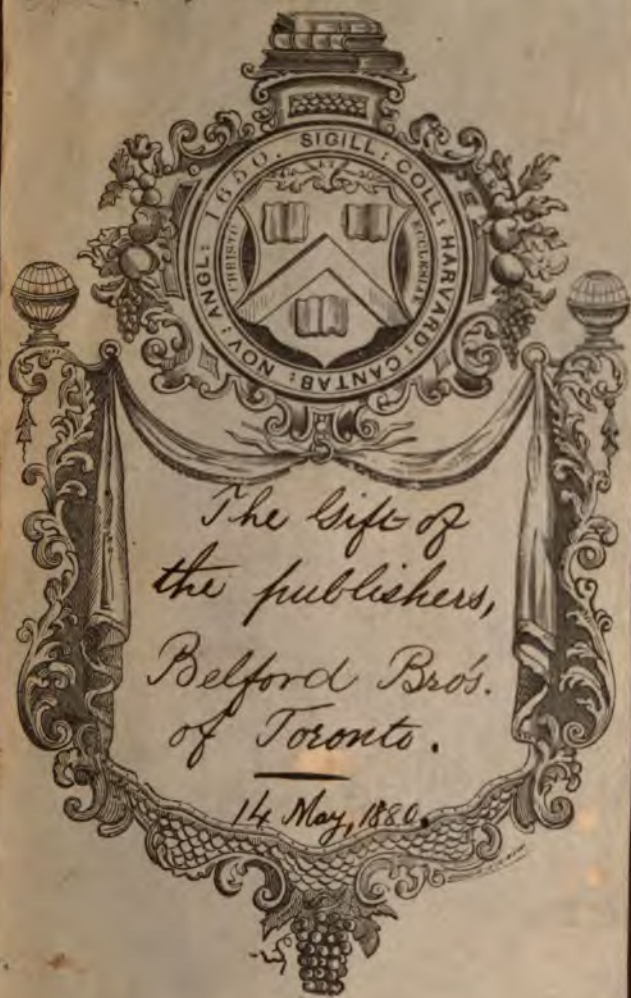 SIGILL: COLL: HARVARD: CANTAB: NOV: ANGL: 1650.
CHRISTO
ECCLESIAE
The Gift of
the publishers,
Belford Bro's.
of Toronto.
14 May, 1880.